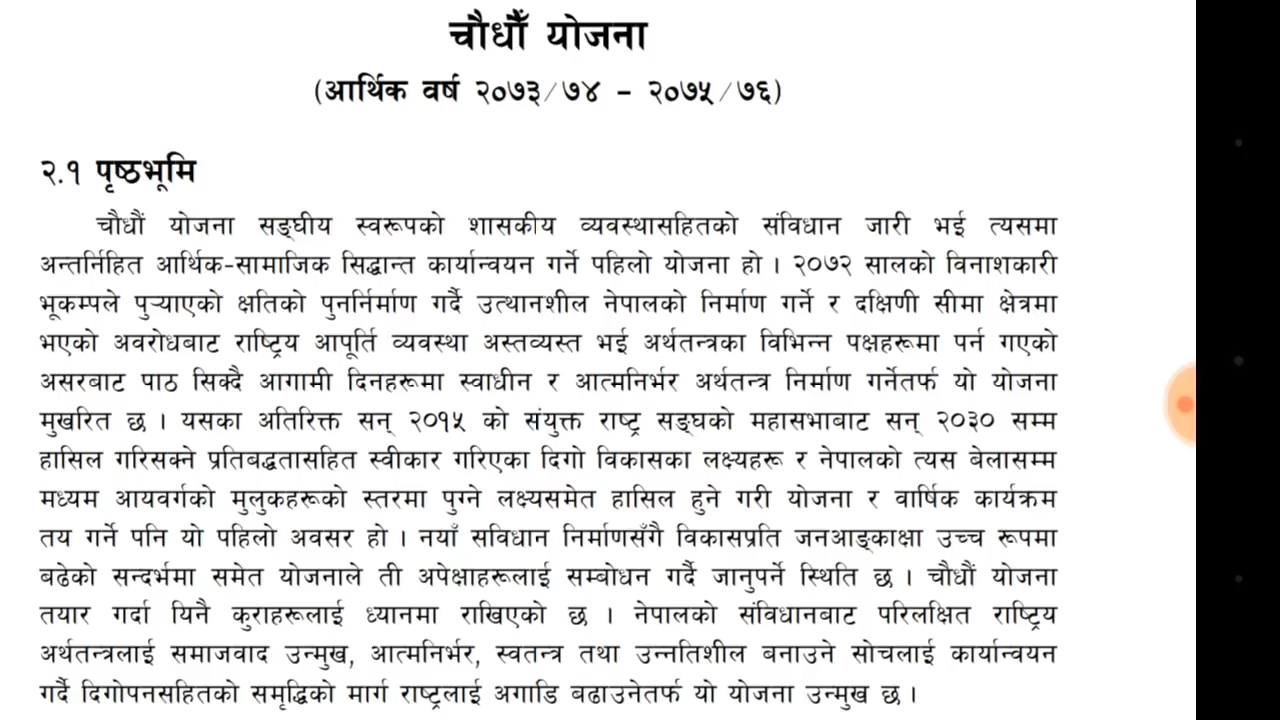 चौधौँ योजना
(आर्थिक वर्ष २०७३/७४ - २०७५/७६)
२.१ पृष्ठभूमि
चौधौं योजना सङ्घीय स्वरूपको शासकीय व्यवस्थासहितको संविधान जारी भई त्यसमा
अन्तर्निहित आर्थिक-सामाजिक सिद्धान्त कार्यान्वयन गर्ने पहिलो योजना हो । २०७२ सालको विनाशकारी
भूकम्पले पुऱ्याएको क्षतिको पुनर्निर्माण गर्दै उत्थानशील नेपालको निर्माण गर्ने र दक्षिणी सीमा क्षेत्रमा
भएको अवरोधबाट राष्ट्रिय आपूर्ति व्यवस्था अस्तव्यस्त भई अर्थतन्त्रका विभिन्न पक्षहरूमा पर्न गएको
असरबाट पाठ सिक्दै आगामी दिनहरूमा स्वाधीन र आत्मनिर्भर अर्थतन्त्र निर्माण गर्नेतर्फ यो योजना
मुखरित छ । यसका अतिरिक्त सन् २०१५ को संयुक्त राष्ट्र सङ्घको महासभाबाट सन् २०३० सम्म
हासिल गरिसक्ने प्रतिबद्धतासहित स्वीकार गरिएका दिगो विकासका लक्ष्यहरू र नेपालको त्यस बेलासम्म
मध्यम आयवर्गको मुलुकहरूको स्तरमा पुग्ने लक्ष्यसमेत हासिल हुने गरी योजना र वार्षिक कार्यक्रम
तय गर्ने पनि यो पहिलो अवसर हो । नयाँ सविधान निर्माणसँगै विकासप्रति जनआङ्काक्षा उच्च रूपमा
बढेको सन्दर्भमा समेत योजनाले ती अपेक्षाहरूलाई सम्बोधन गर्दै जानुपर्ने स्थिति छ । चौधौं योजना
तयार गर्दा यिनै कुराहरूलाई ध्यानमा राखिएको छ । नेपालको संविधानबाट परिलक्षित राष्ट्रिय
अर्थतन्त्रलाई समाजवाद उन्मुख, आत्मनिर्भर, स्वतन्त्र तथा उन्नतिशील बनाउने सोचलाई कार्यान्वयन
गर्दै दिगोपनसहितको समृद्धिको मार्ग राष्ट्रलाई अगाडि बढाउनेतर्फ यो योजना उन्मुख छ ।